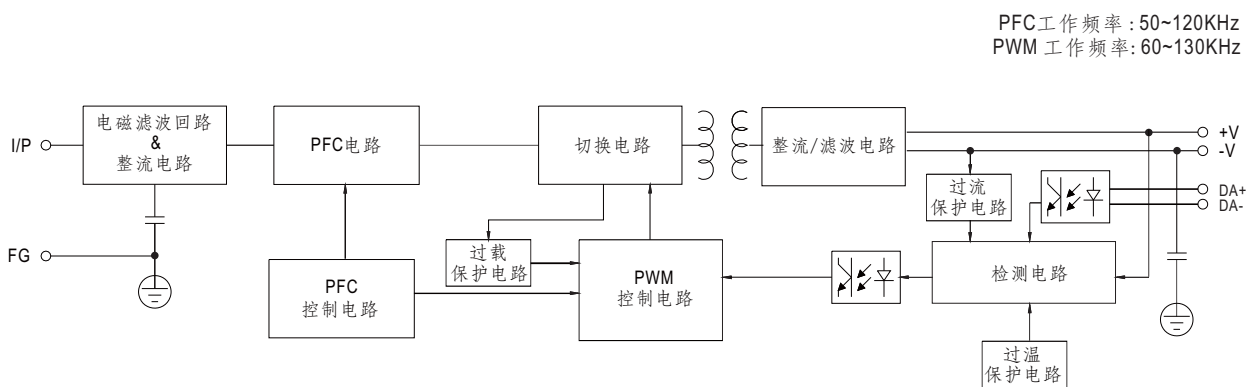 PFC工作频率：50~120KHz
PWM 工作频率：60~130KHz
I/P
电磁滤波回路
&
整流电路
PFC电路
切换电路
整流/滤波电路
+V
-V
DA+
DA-
过流
保护电路
FG
过载
保护电路
PFC
控制电路
PWM
控制电路
检测电路
过温
保护电路